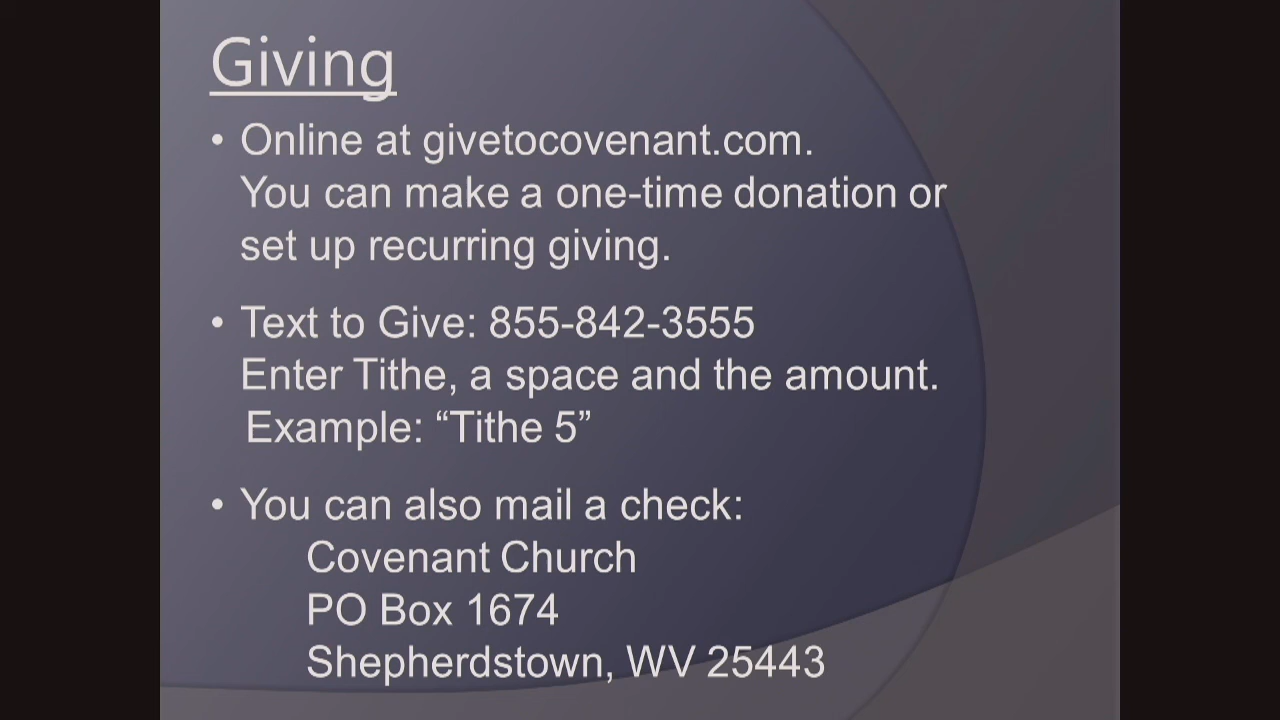 Giving
• Online at givetocovenant.com.
You can make a one-time donation or
set up recurring giving.
• Text to Give: 855-842-3555
Enter Tithe, a space and the amount.
Example: “Tithe 5”
• You can also mail a check:
Covenant Church
PO Box 1674
Shepherdstown, WV 25443